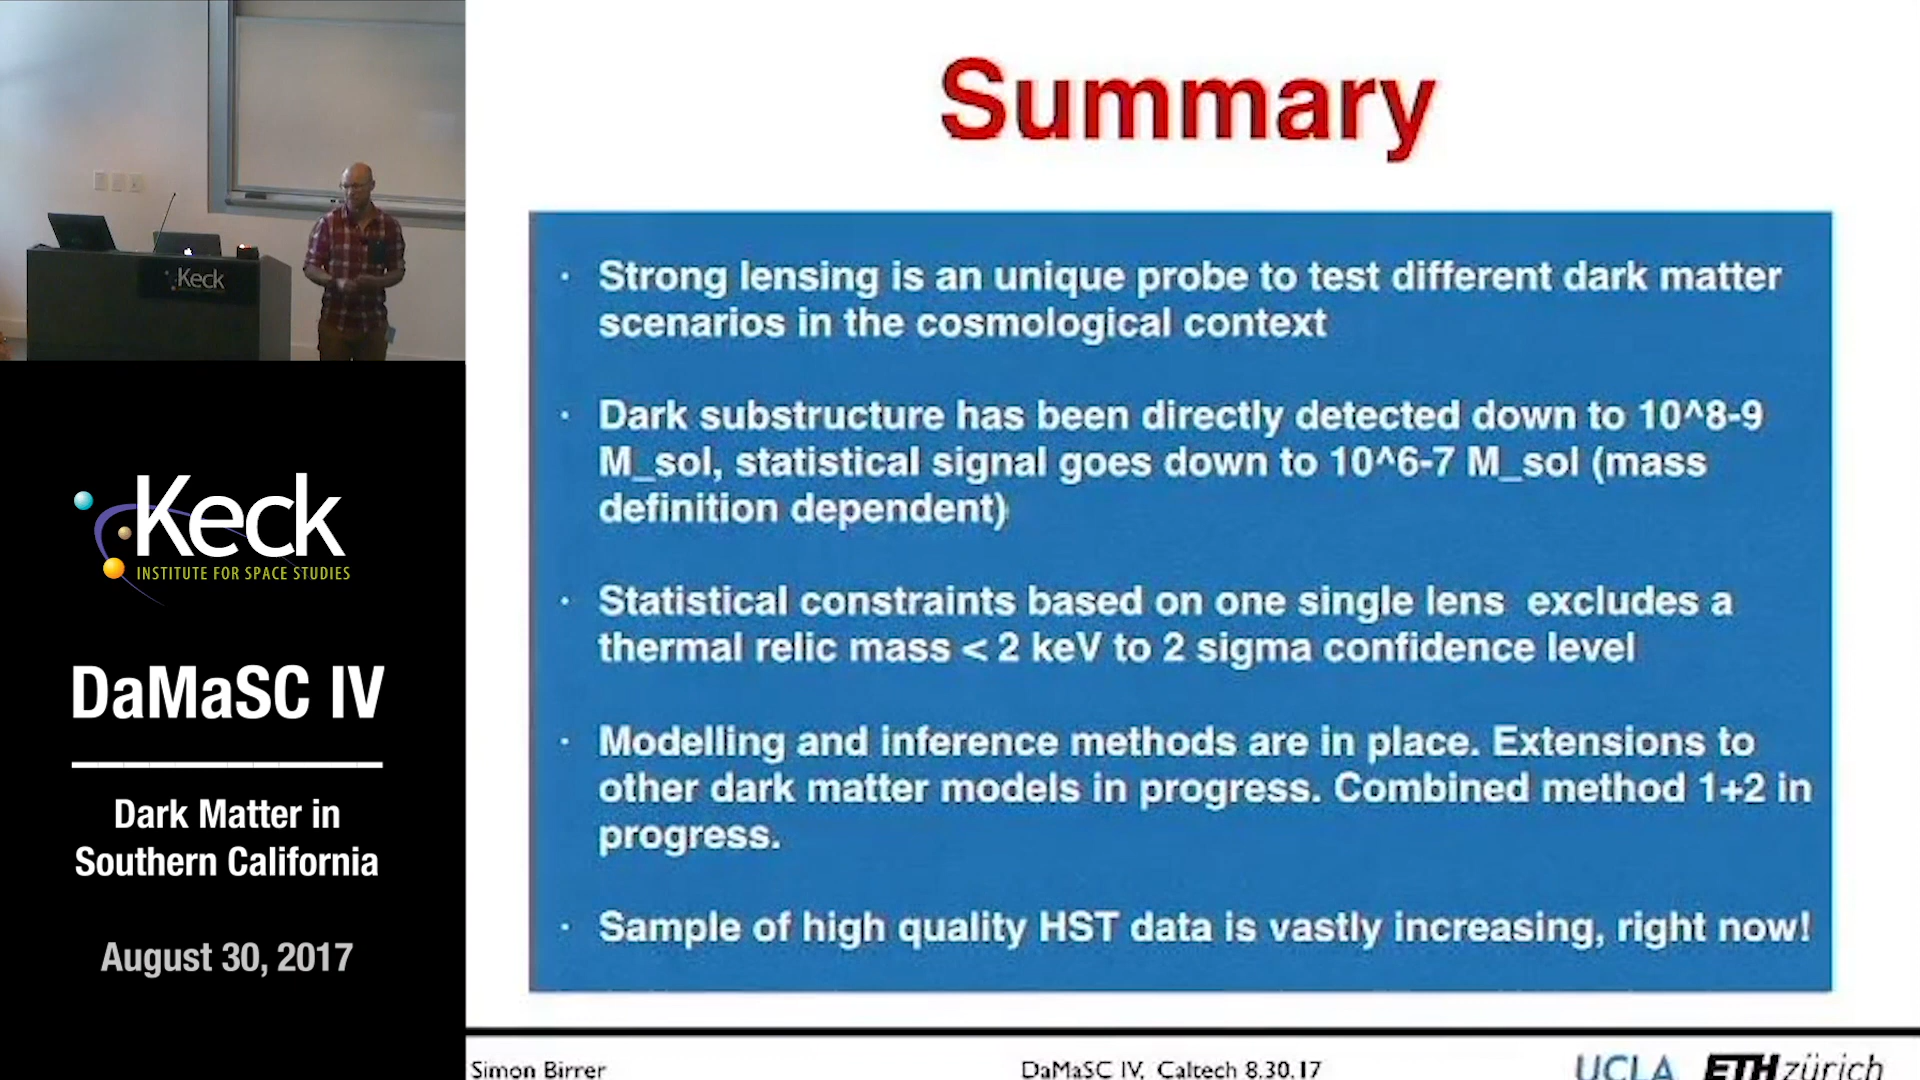 Keck
Keck
INSTITUTE FOR SPACE STUDIES
DaMaSC IV
Dark Matter in
Southern California
August 30, 2017
Summary
· Strong lensing is an unique probe to test different dark matter
scenarios in the cosmological context
· Dark substructure has been directly detected down to 10^8-9
M_sol, statistical signal goes down to 10^6-7 M_sol (mass
definition dependent)
· Statistical constraints based on one single lens excludes a
thermal relic mass < 2 keV to 2 sigma confidence level
· Modelling and inference methods are in place. Extensions to
other dark matter models in progress. Combined method 1+2 in
progress.
· Sample of high quality HST data is vastly increasing, right now!
Simon Birrer
DaMaSC IV, Caltech 8.30.17
UCLA ETH zürich